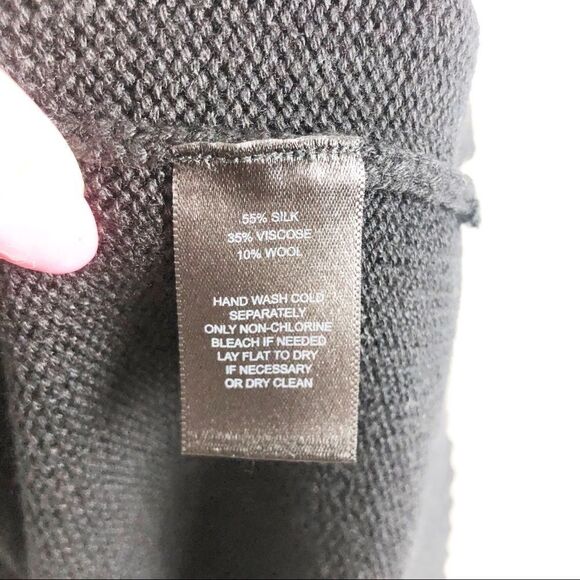 55% SILK
35% VISCOSE
10% WOOL
HAND WASH COLD
SEPARATELY
ONLY NON-CHLORINE
BLEACH IF NEEDED
LAY FLAT TO DRY
IF NECESSARY
OR DRY CLEAN